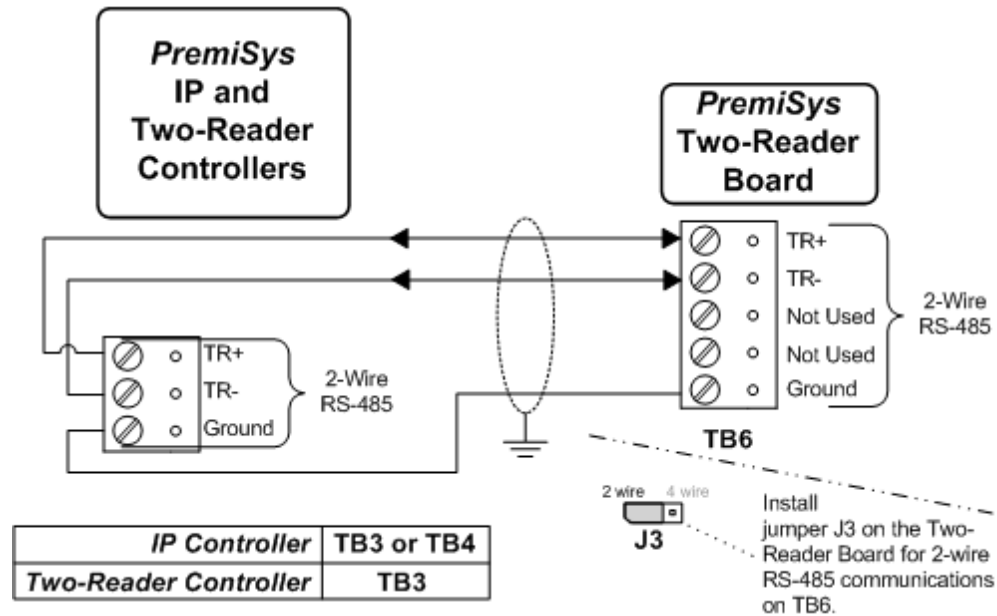 PremiSys
IP and
Two-Reader
Controllers
PremiSys
Two-Reader
Board
TR+
TR-
Not Used
Not Used
Ground
2-Wire
RS-485
TB6
TR+
TR-
Ground
2-Wire
RS-485
2 wire 4 wire
J3
Install
jumper J3 on the Two-
Reader Board for 2-wire
RS-485 communications
on TB6.
IP Controller TB3 or TB4
Two-Reader Controller TB3